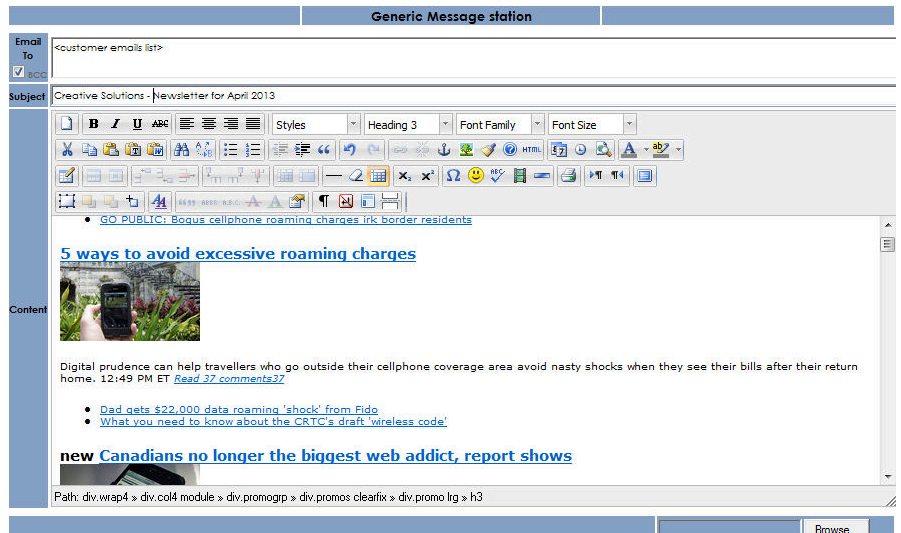 Generic Message station
Email
To
BCC
<customer emails list>
Subject
Creative Solutions - Newsletter for April 2013
B I U ABC
Styles
Heading 3
Font Family
Font Size
HTML
Content
GO PUBLIC: Bogus cellphone roaming charges irk border residents
5 ways to avoid excessive roaming charges
Digital prudence can help travellers who go outside their cellphone coverage area avoid nasty shocks when they see their bills after their return
home. 12:49 PM ET Read 37 comments37
Dad gets $22,000 data roaming 'shock' from Fido
What you need to know about the CRTC's draft 'wireless code'
new Canadians no longer the biggest web addict, report shows
Path: div.wrap4 » div.col4 module » div.promogrp » div.promos clearfix » div.promo lrg » h3
Browse